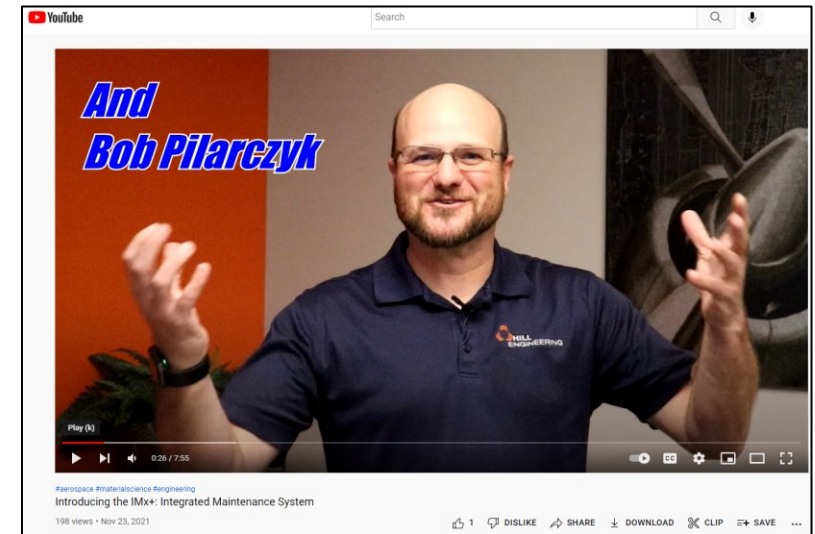 YouTube
Search
And
Bob Pilarczyk
HILL
ENGINEERING
Play (k)
0:26 / 7:55
CC
#aerospace #materialscience #engineering
Introducing the IMx+: Integrated Maintenance System
198 views • Nov 23, 2021
1 DISLIKE SHARE DOWNLOAD CLIP SAVE ...